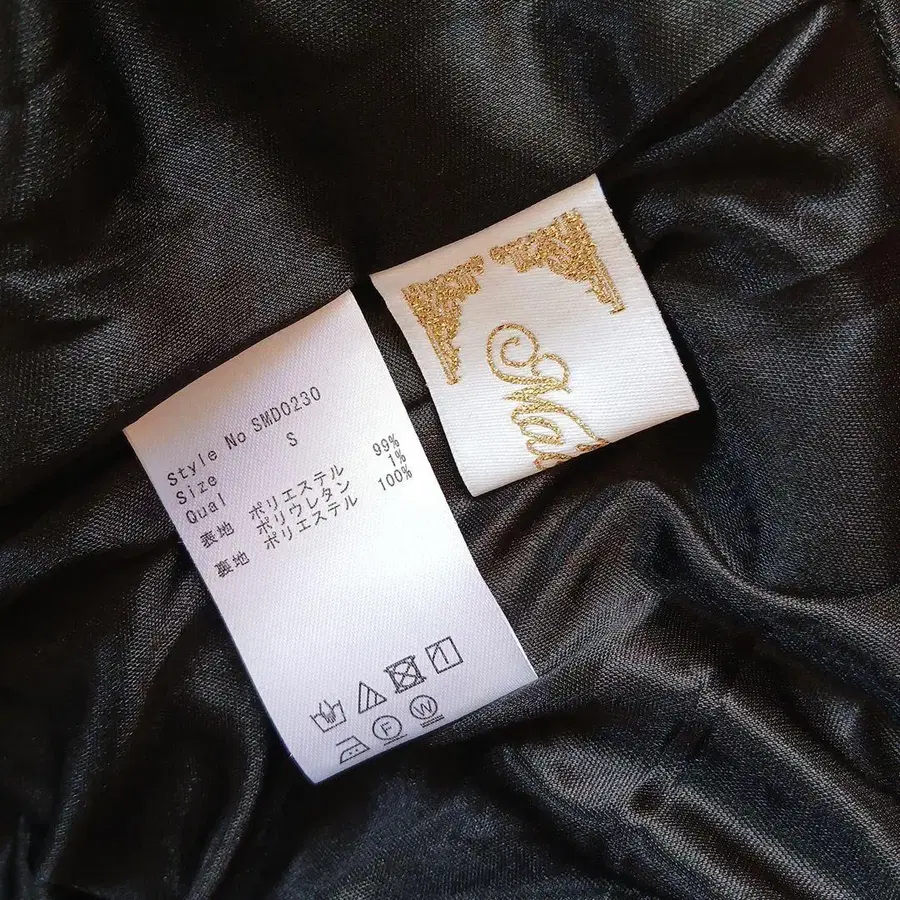 Style No SMD0230
Size S
Qual
表地 ポリエステル 99%
ポリウレタン 1%
裏地 ポリエステル 100%
F W